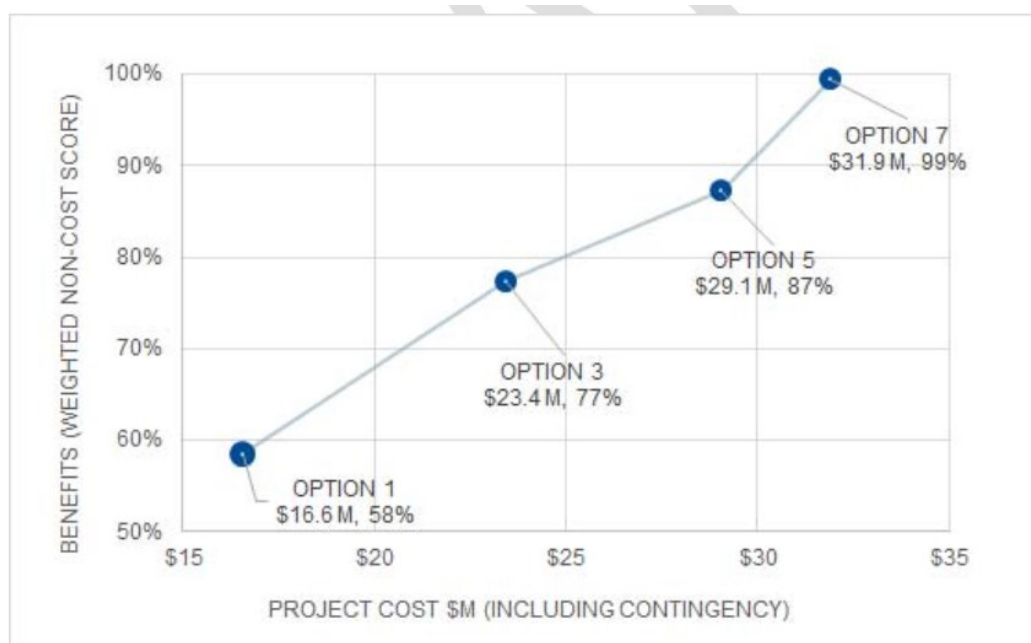 100%
90%
80%
70%
60%
50%
BENEFITS (WEIGHTED NON-COST SCORE)
OPTION 7
$31.9 M, 99%
OPTION 5
$29.1 M, 87%
OPTION 3
$23.4 M, 77%
OPTION 1
$16.6 M, 58%
$15
$20
$25
$30
$35
PROJECT COST $M (INCLUDING CONTINGENCY)